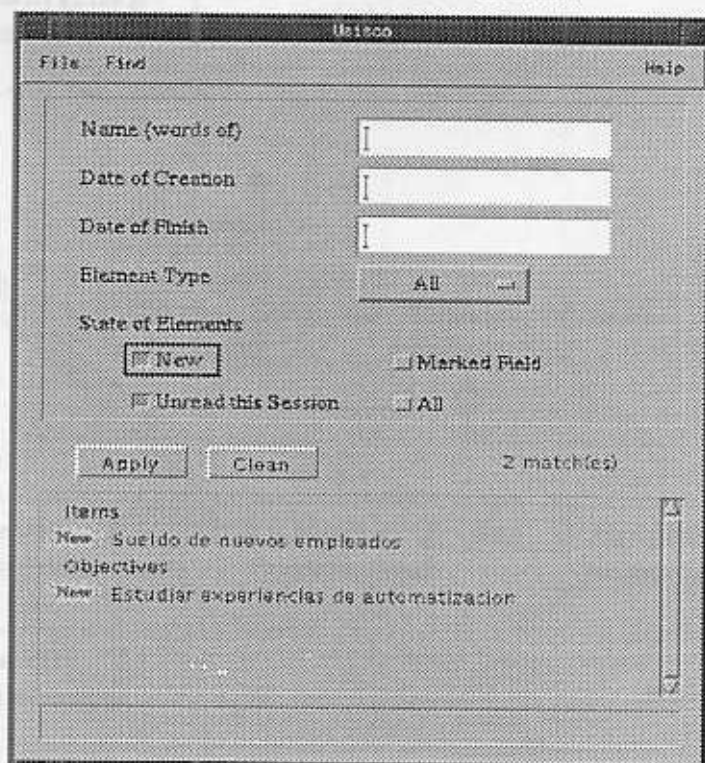 File Find Help
Name (words of)
Date of Creation
Date of Finish
Element Type All
State of Elements
New Marked Field
Unread this Session All
Apply Clean 2 match(es)
Items
New Sueldo de nuevos empleados
Objectives
New Estudiar experiencias de automatizacion